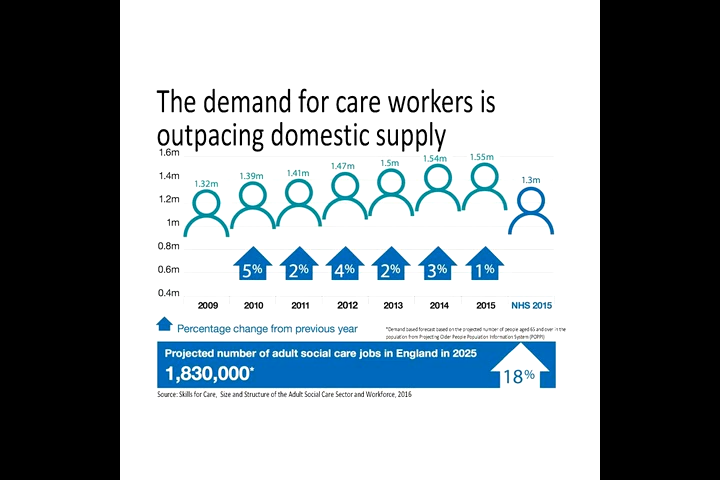 The demand for care workers is
outpacing domestic supply
1.6m
1.4m
1.2m
1m
0.8m
0.6m
0.4m
1.32m 1.39m 1.41m 1.47m 1.5m 1.54m 1.55m 1.3m
5% 2% 4% 2% 3% 1%
2009 2010 2011 2012 2013 2014 2015 NHS 2015
Percentage change from previous year
*Demand based forecast based on the projected number of people aged 65 and over in the
population from Projecting Older People Population Information System (POPPI)
Projected number of adult social care jobs in England in 2025
1,830,000*
18%
Source: Skills for Care, Size and Structure of the Adult Social Care Sector and Workforce, 2016